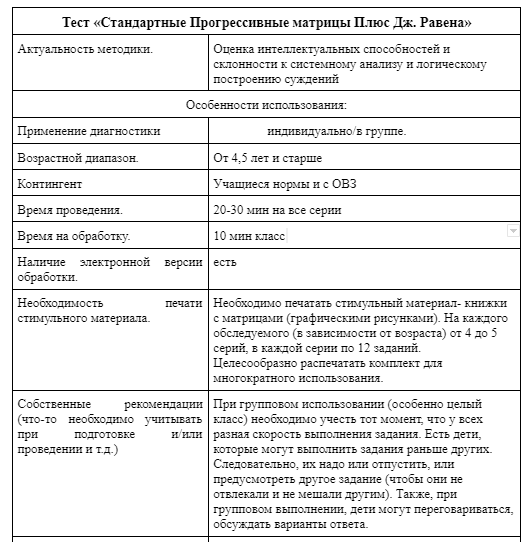 Тест «Стандартные Прогрессивные матрицы Плюс Дж. Равена»
Актуальность методики.
Оценка интеллектуальных способностей и
склонности к системному анализу и логическому
построению суждений
Особенности использования:
Применение диагностики
индивидуально/в группе.
Возрастной диапазон.
От 4,5 лет и старше
Контингент
Учащиеся нормы и с ОВЗ
Время проведения.
20-30 мин на все серии
Время на обработку.
10 мин класс
Наличие электронной версии
обработки.
есть
Необходимость печати
стимульного материала.
Необходимо печатать стимульный материал- книжки
с матрицами (графическими рисунками). На каждого
обследуемого (в зависимости от возраста) от 4 до 5
серий, в каждой серии по 12 заданий.
Целесообразно распечатать комплект для
многократного использования.
Собственные рекомендации
(что-то необходимо учитывать
при подготовке и/или
проведении и т.д.)
При групповом использовании (особенно целый
класс) необходимо учесть тот момент, что у всех
разная скорость выполнения задания. Есть дети,
которые могут выполнить задания раньше других.
Следовательно, их надо или отпустить, или
предусмотреть другое задание (чтобы они не
отвлекали и не мешали другим). Также, при
групповом выполнении, дети могут переговариваться,
обсуждать варианты ответа.